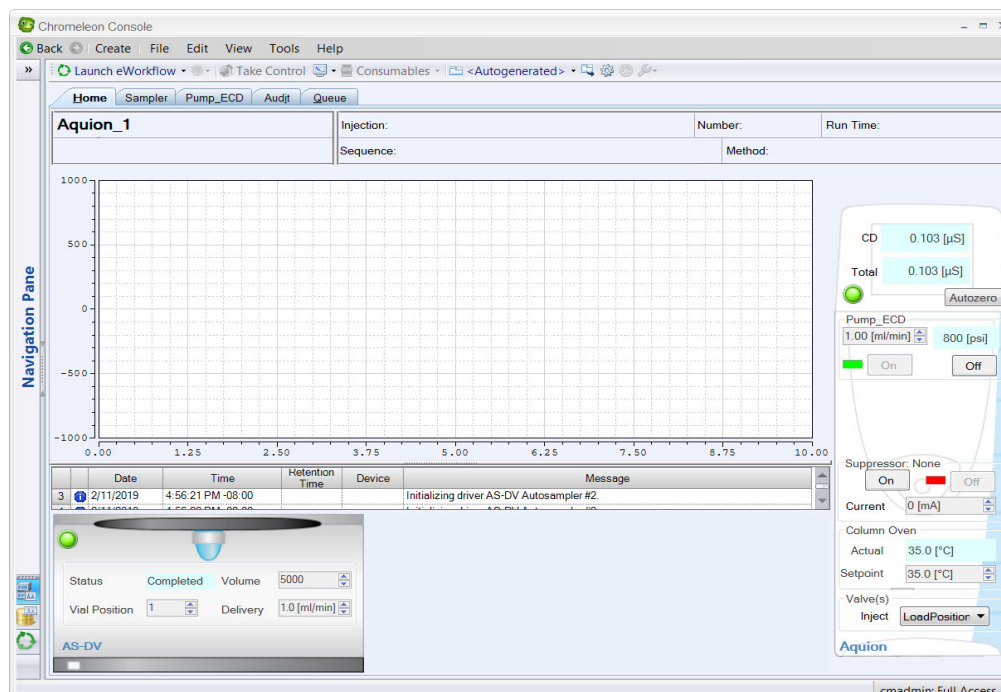 Chromeleon Console
Back Create File Edit View Tools Help
» Launch eWorkflow Take Control Consumables <Autogenerated>
Home Sampler Pump_ECD Audit Queue
Aquion_1
Injection: Number: Run Time:
Sequence: Method:
Navigation Pane
1000
500
0
-500
-1000
0.00 1.25 2.50 3.75 5.00 6.25 7.50 8.75 10.00
CD 0.103 [µS]
Total 0.103 [µS]
Autozero
Pump_ECD
1.00 [ml/min] 800 [psi]
On Off
Suppressor: None
On Off
Current 0 [mA]
Column Oven
Actual 35.0 [°C]
Setpoint 35.0 [°C]
Valve(s)
Inject LoadPosition
Aquion
Date Time Retention Time Device Message
3 2/11/2019 4:56:21 PM -08:00 Initializing driver AS-DV Autosampler #2.
Status Completed Volume 5000
Vial Position 1 Delivery 1.0 [ml/min]
AS-DV
cmadmin: Full Access